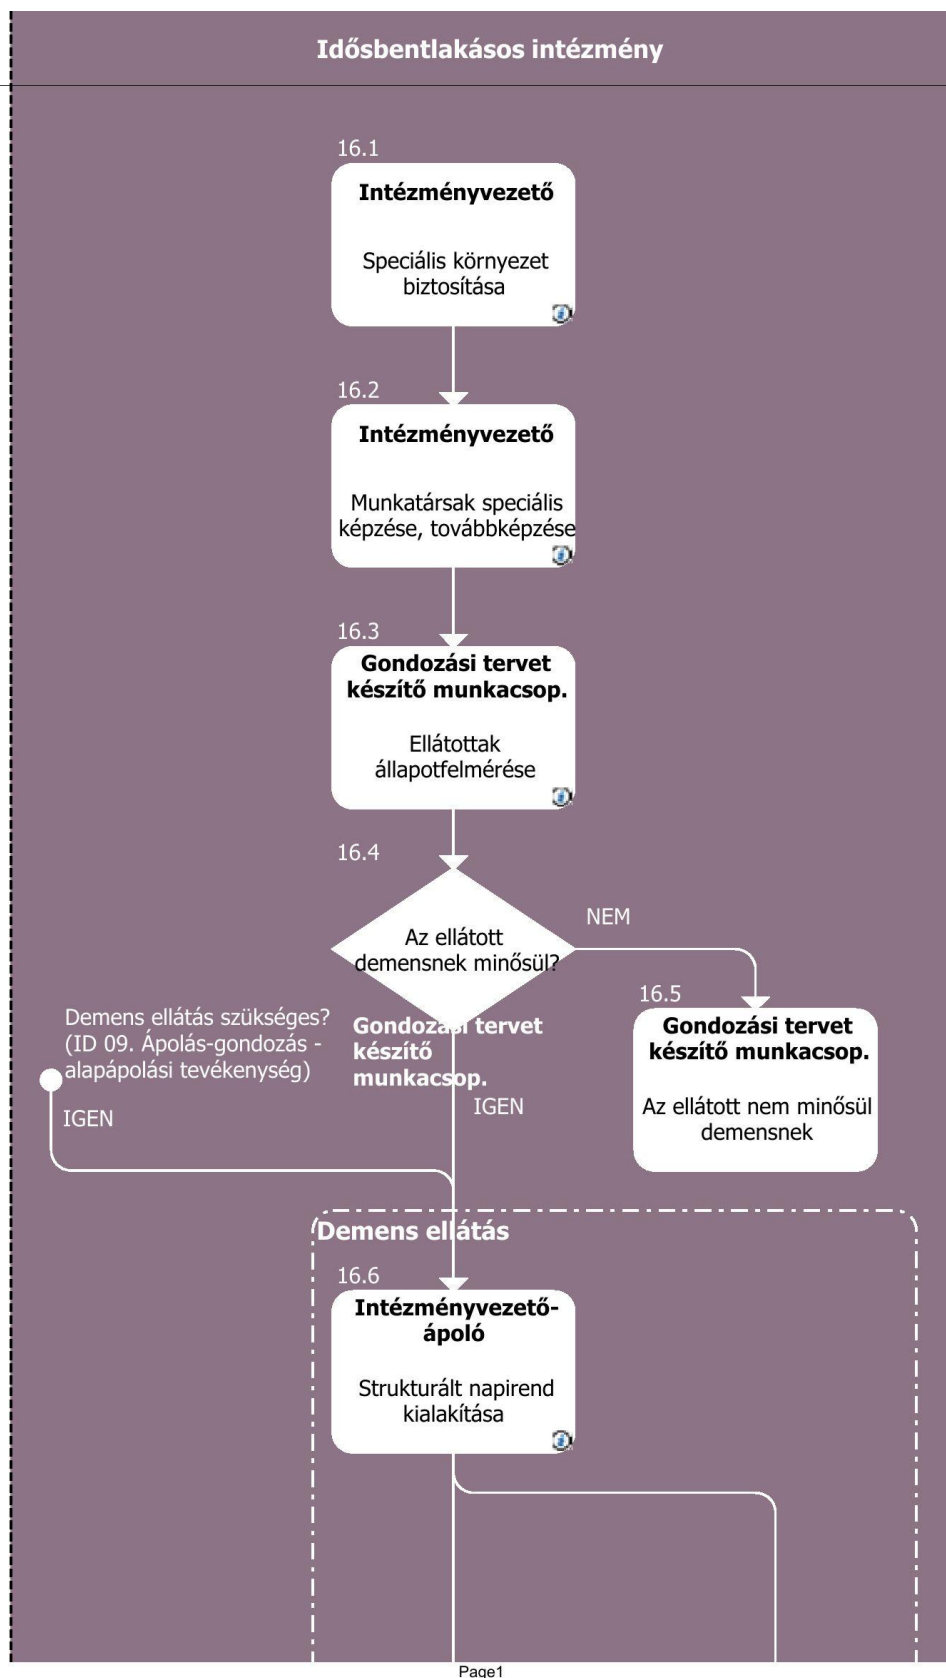 Idősbentlakásos intézmény
16.1
Intézményvezető
Speciális környezet
biztosítása
16.2
Intézményvezető
Munkatársak speciális
képzése, továbbképzése
16.3
Gondozási tervet
készítő munkacsop.
Ellátottak
állapotfelmérése
16.4
Az ellátott
demensnek minősül?
NEM
Gondozási tervet
készítő
munkacsop.
IGEN
16.5
Gondozási tervet
készítő munkacsop.
Az ellátott nem minősül
demensnek
Demens ellátás szükséges?
(ID 09. Ápolás-gondozás -
alapápolási tevékenység)
IGEN
Demens ellátás
16.6
Intézményvezető-
ápoló
Strukturált napirend
kialakítása
Page1